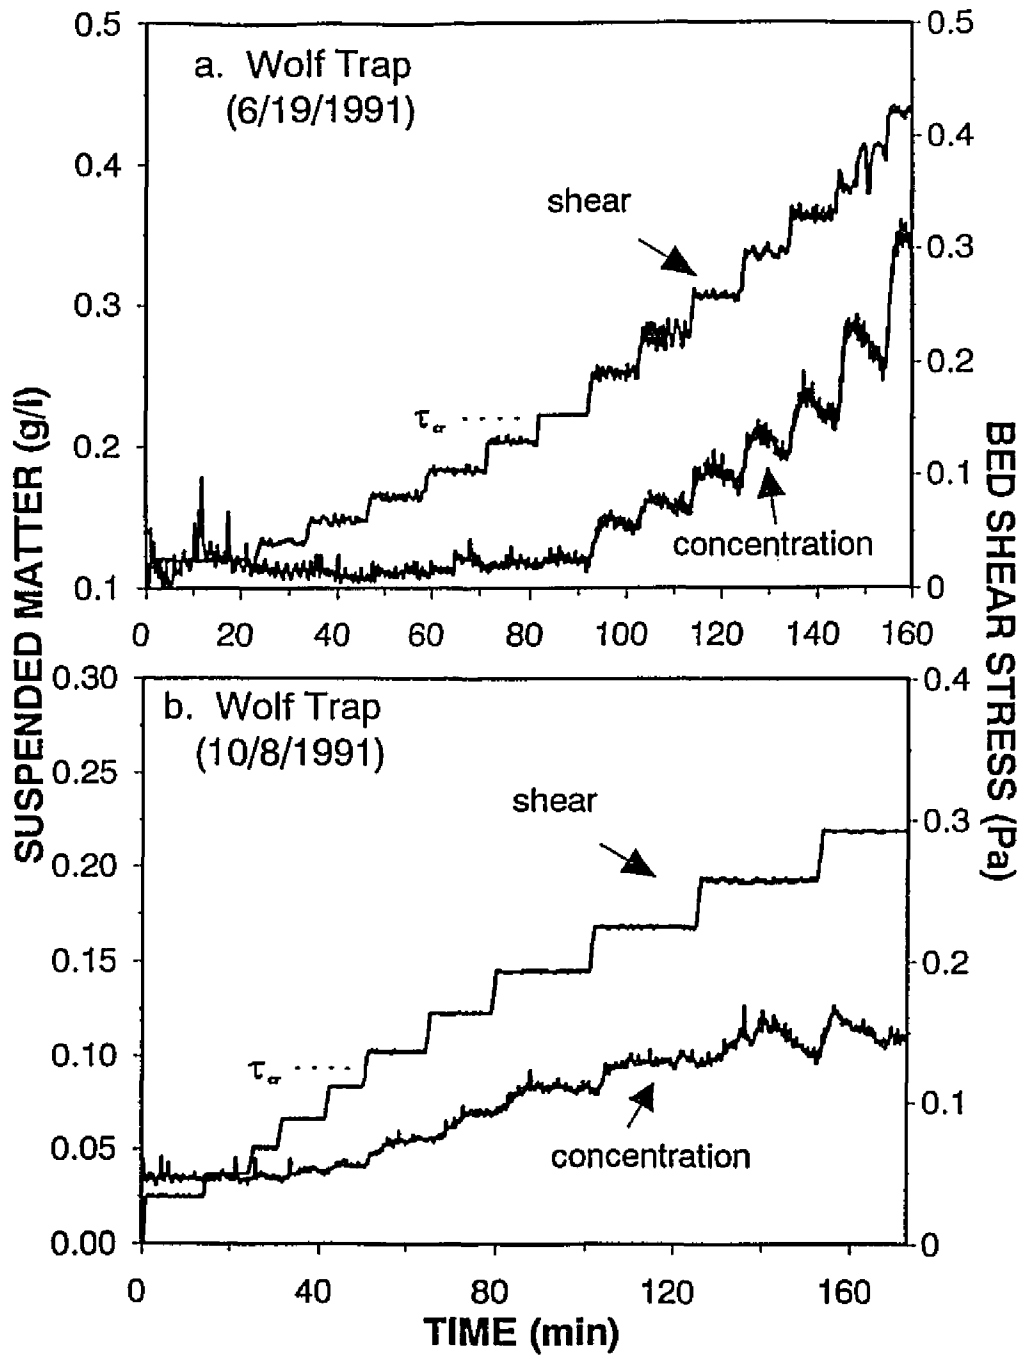 a. Wolf Trap
(6/19/1991)
0.5
0.4
0.3
0.2
0.1
0.5
0.4
0.3
0.2
0.1
0
shear
τcr
concentration
0 20 40 60 80 100 120 140 160
SUSPENDED MATTER (g/l)
BED SHEAR STRESS (Pa)
b. Wolf Trap
(10/8/1991)
0.30
0.25
0.20
0.15
0.10
0.05
0.00
0.4
0.3
0.2
0.1
0
shear
τcr
concentration
0 40 80 120 160
TIME (min)